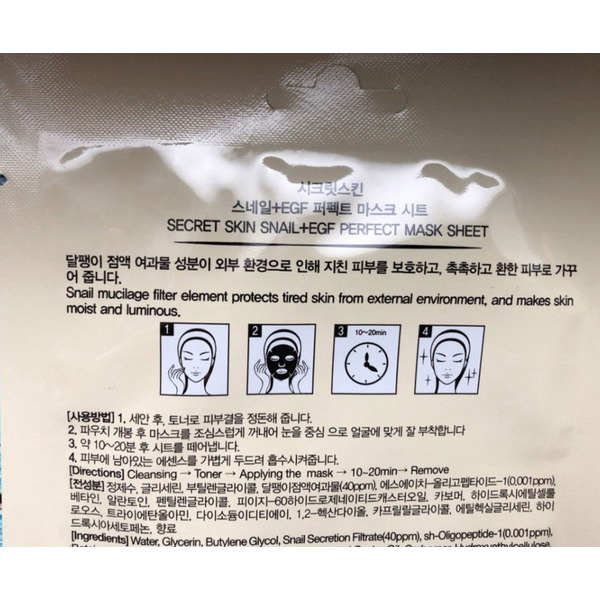 시크릿스킨
스네일+EGF 퍼펙트 마스크 시트
SECRET SKIN SNAIL+EGF PERFECT MASK SHEET
달팽이 점액 여과물 성분이 외부 환경으로 인해 지친 피부를 보호하고, 촉촉하고 환한 피부로 가꾸
어 줍니다.
Snail mucilage filter element protects tired skin from external environment, and makes skin
moist and luminous.
1 2 3 4
10~20min
[사용방법] 1. 세안 후, 토너로 피부결을 정돈해 줍니다.
2. 파우치 개봉 후 마스크를 조심스럽게 꺼내어 눈을 중심 으로 얼굴에 맞게 잘 부착합니다
3. 약 10~20분 후 시트를 떼어냅니다.
4. 피부에 남아있는 에센스를 가볍게 두드려 흡수시켜줍니다.
[Directions] Cleansing → Toner → Applying the mask → 10~20min→ Remove
[전성분] 정제수, 글리세린, 부틸렌글라이콜, 달팽이점액여과물(40ppm), 에스에이치-올리고펩타이드-1(0.001ppm),
베타인, 알란토인, 펜틸렌글라이콜, 피이지-60하이드로제네이티드캐스터오일, 카보머, 하이드록시에틸셀룰
로오스, 트라이에탄올아민, 다이소듐이디티에이, 1,2-헥산다이올, 카프릴릴글라이콜, 에틸헥실글리세린, 하이
드록시아세토페논, 향료
[Ingredients] Water, Glycerin, Butylene Glycol, Snail Secretion Filtrate(40ppm), sh-Oligopeptide-1(0.001ppm),
Castor Oil, Carbomer, Hydroxyethylcellulose,